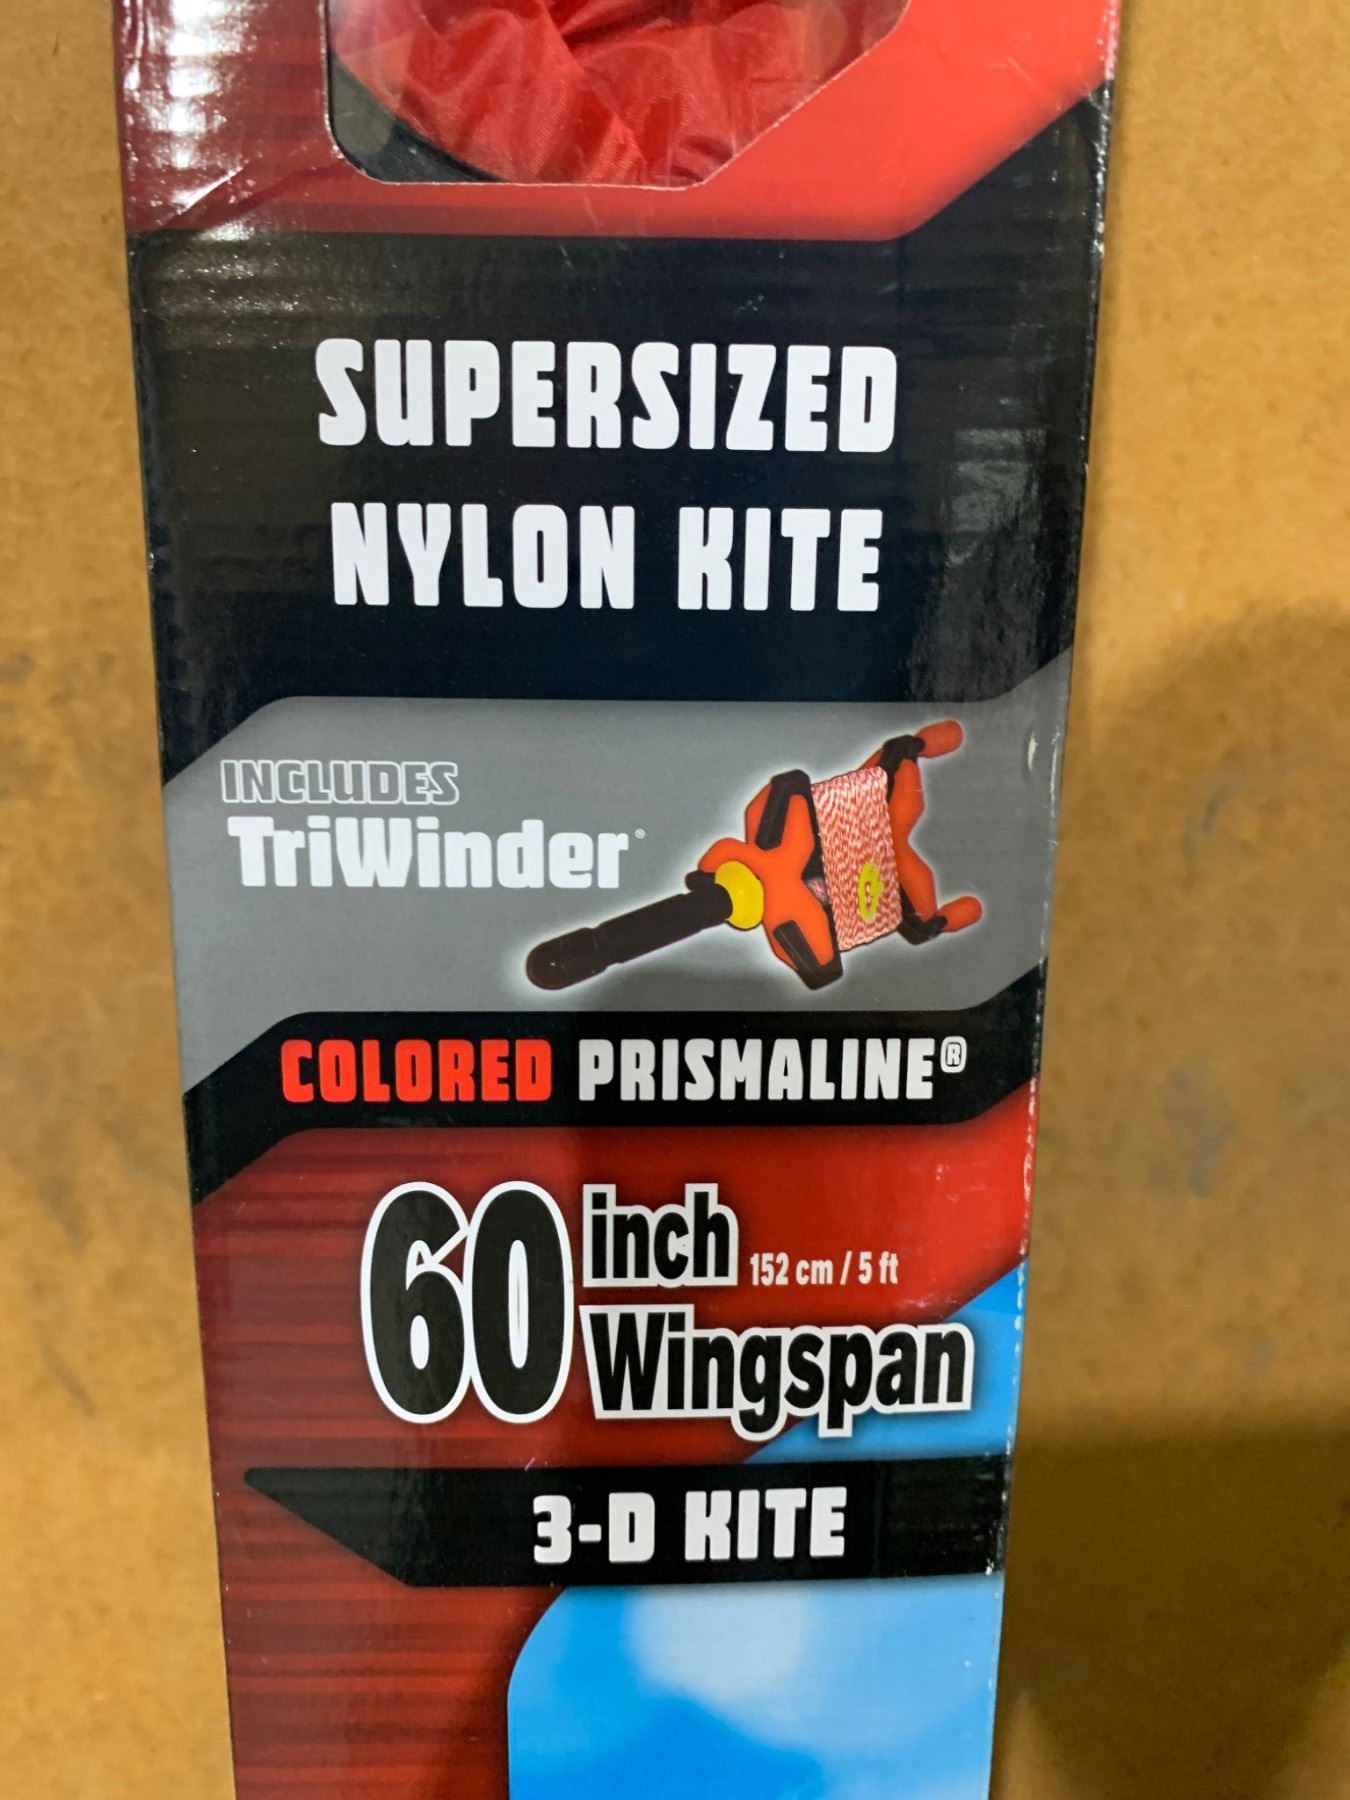 SUPERSIZED
NYLON KITE
INCLUDES
TriWinder®
COLORED PRISMALINE®
60 inch 152 cm / 5 ft
Wingspan
3-D KITE